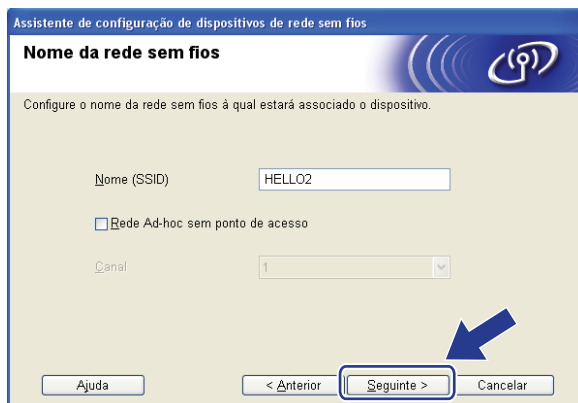 Assistente de configuração de dispositivos de rede sem fios
Nome da rede sem fios
Configure o nome da rede sem fios à qual estará associado o dispositivo.
Nome (SSID) HELLO2
Rede Ad-hoc sem ponto de acesso
Canal 1
Ajuda < Anterior Seguinte > Cancelar